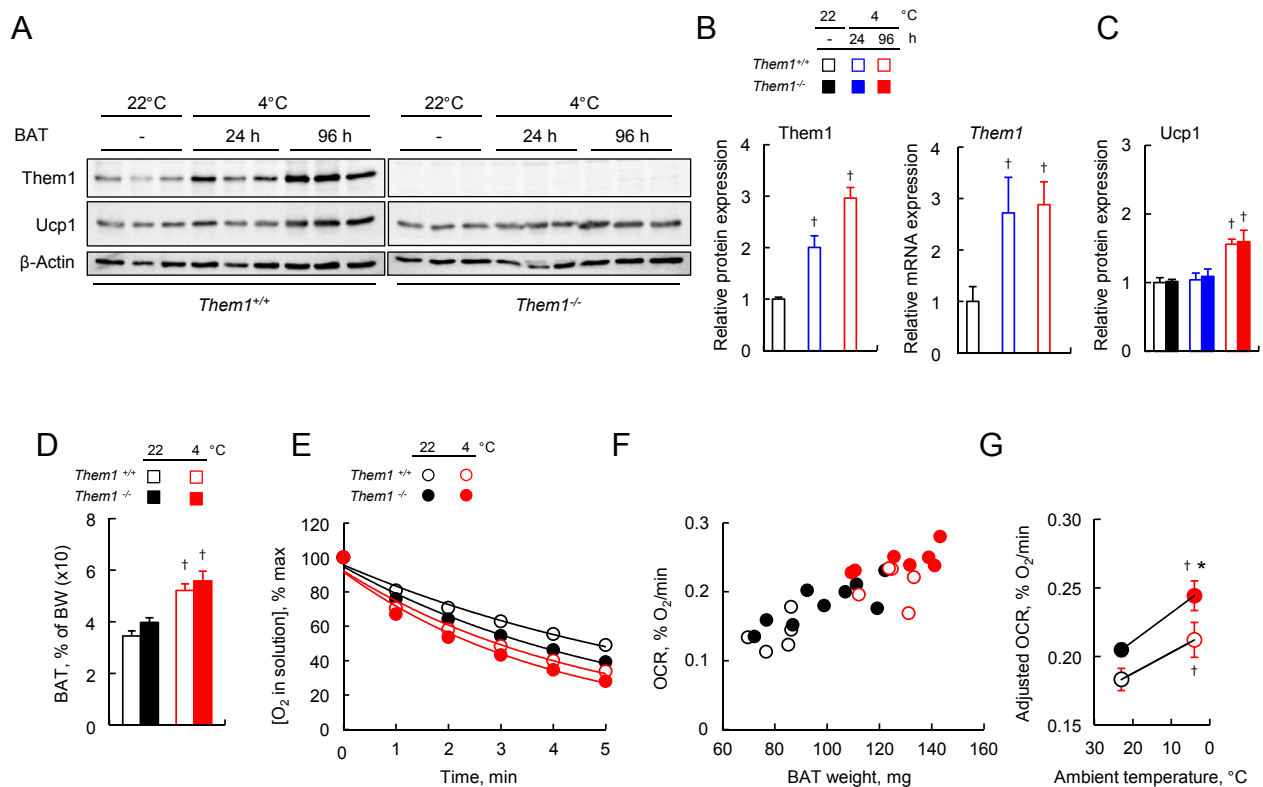 A
22°C 4°C 22°C 4°C
BAT - 24 h 96 h - 24 h 96 h
Them1
Ucp1
β-Actin
Them1+/+ Them1-/-
B
22 4 °C
- 24 96 h
Them1+/+
Them1-/-
Them1
Relative protein expression
4
3
2
1
0
Them1
Relative mRNA expression
4
3
2
1
0
† † † †
C
Ucp1
Relative protein expression
3
2
1
0
† †
D
22 4 °C
Them1 +/+
Them1 -/-
BAT, % of BW (x10)
8
6
4
2
0
† †
E
22 4 °C
Them1 +/+
Them1 -/-
[O2 in solution], % max
120
100
80
60
40
20
0
0 1 2 3 4 5
Time, min
F
OCR, % O2/min
0.3
0.2
0.1
0
60 80 100 120 140 160
BAT weight, mg
G
Adjusted OCR, % O2/min
0.30
0.25
0.20
0.15
† *
†
30 20 10 0
Ambient temperature, °C